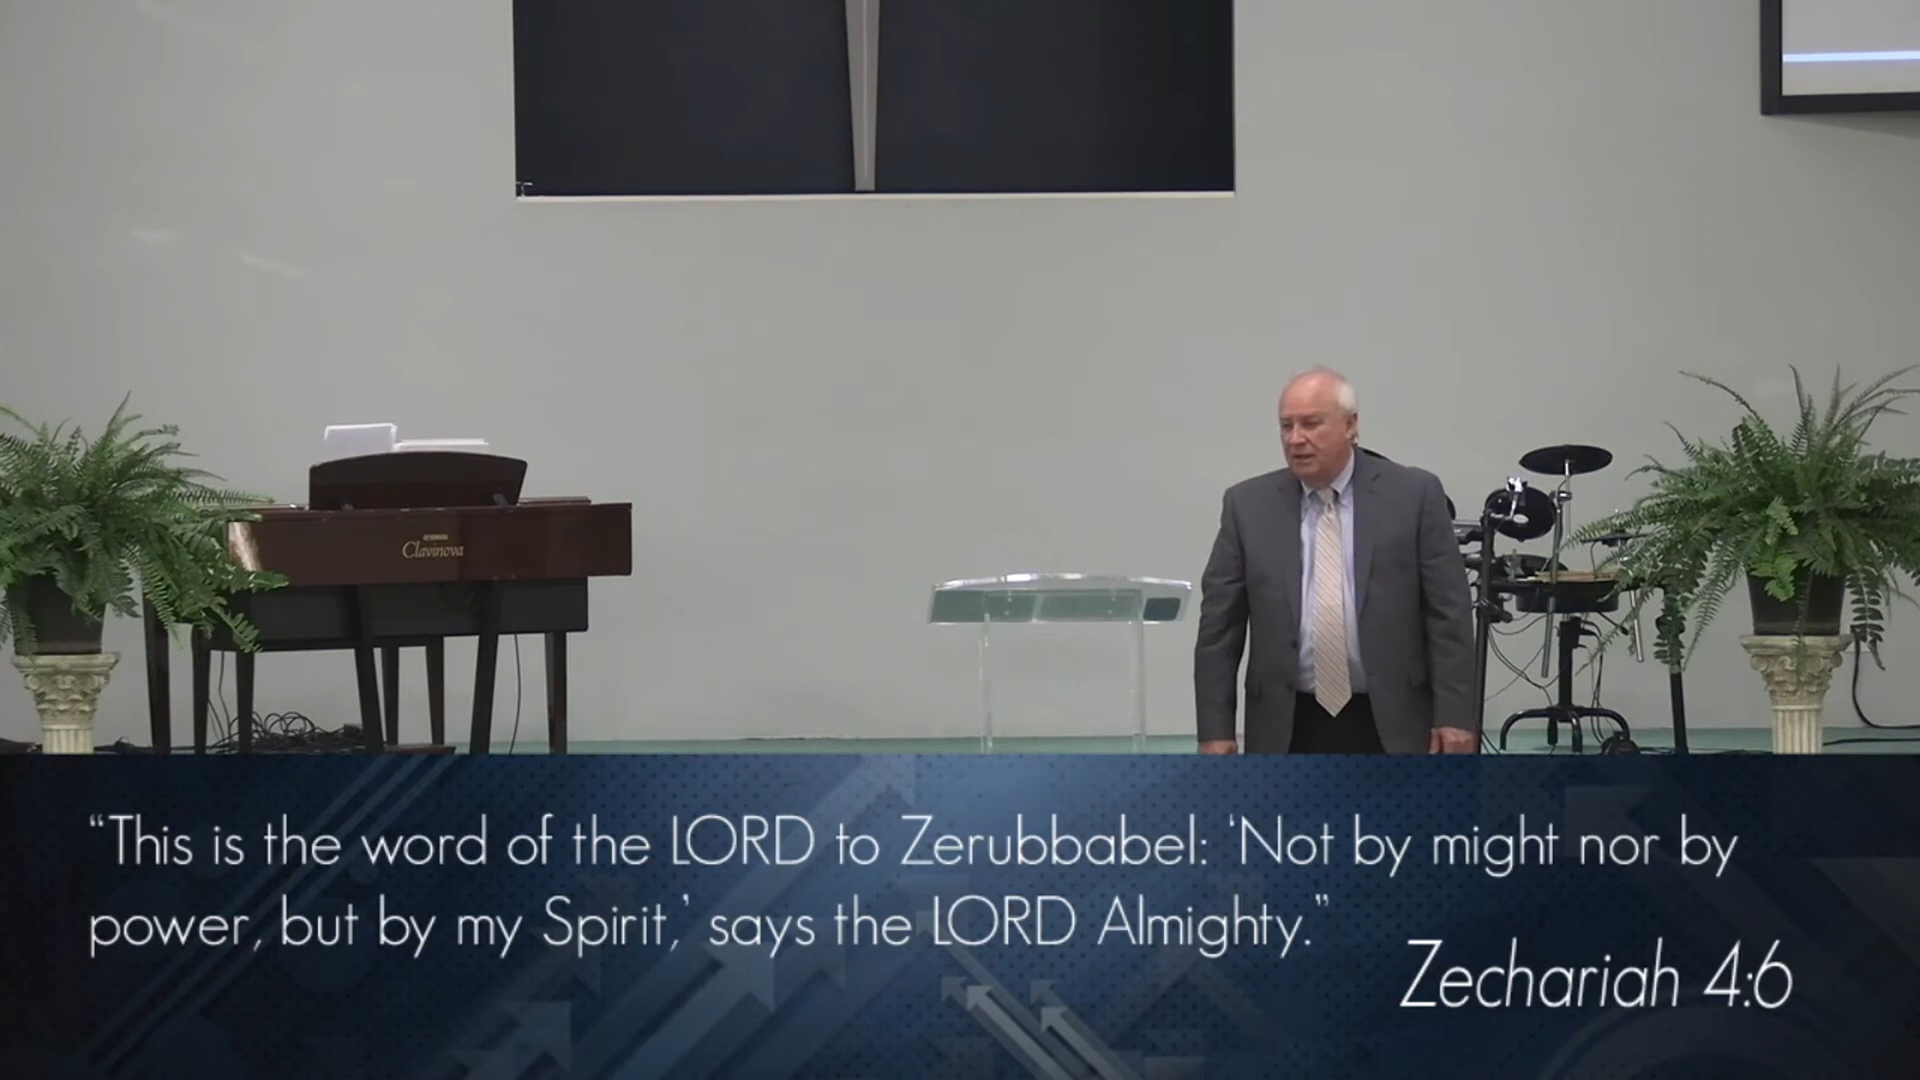 YAMAHA
Clavinova
“This is the word of the LORD to Zerubbabel: ‘Not by might nor by
power, but by my Spirit,’ says the LORD Almighty.”
Zechariah 4:6